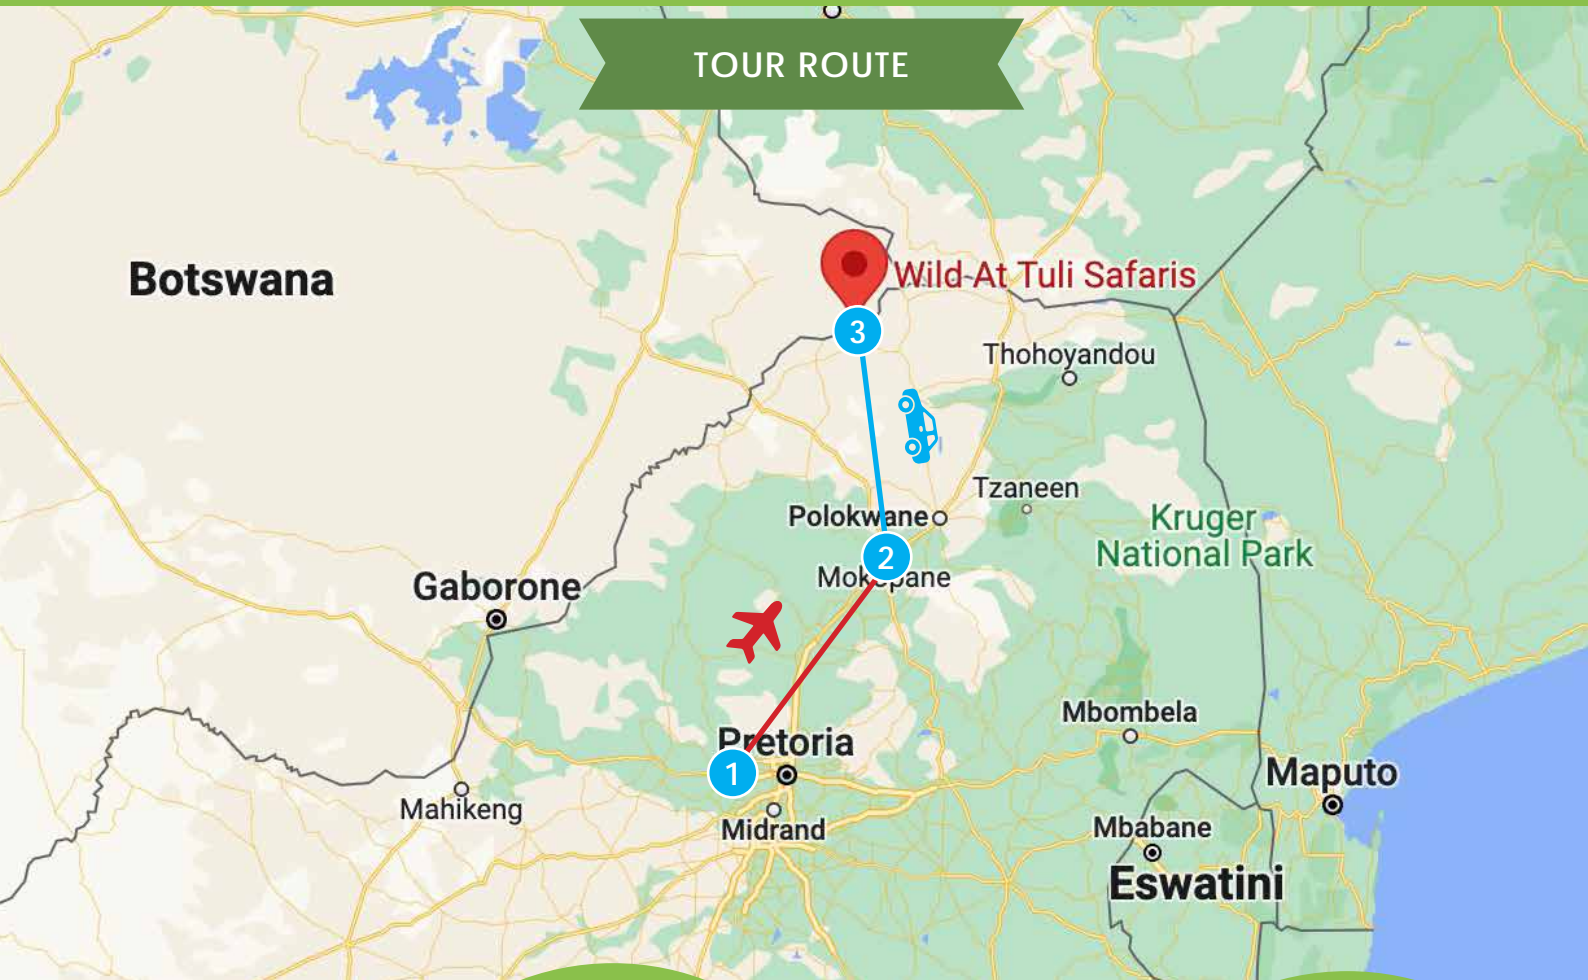 TOUR ROUTE
Botswana
Wild At Tuli Safaris
3
Thohoyandou
Tzaneen
Polokwane
Kruger
National Park
2
Mokopane
Gaborone
Mbombela
Pretoria
1
Maputo
Mahikeng
Midrand
Mbabane
Eswatini